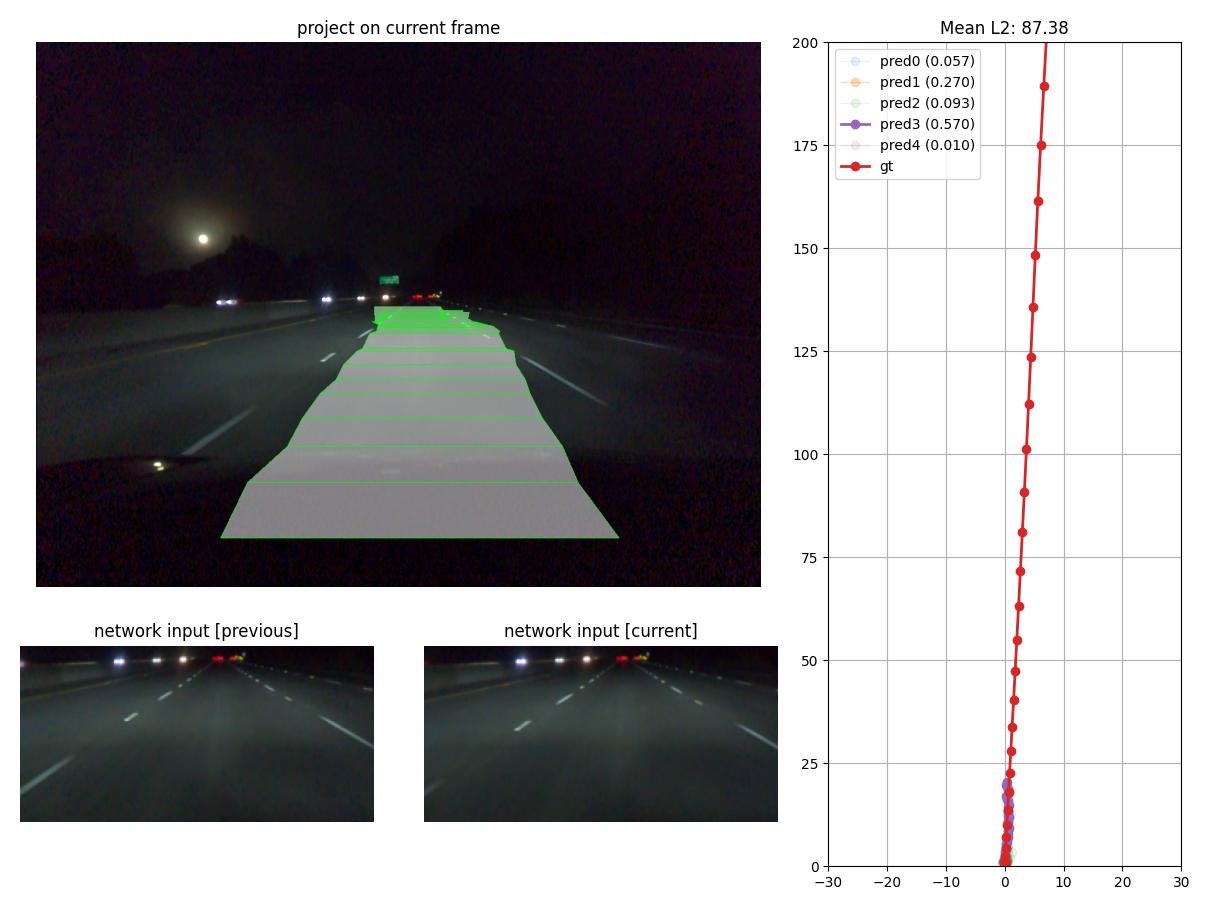 project on current frame
Mean L2: 87.38
pred0 (0.057)
pred1 (0.270)
pred2 (0.093)
pred3 (0.570)
pred4 (0.010)
gt
200
175
150
125
100
75
50
25
0
−30
−20
−10
0
10
20
30
network input [previous]
network input [current]